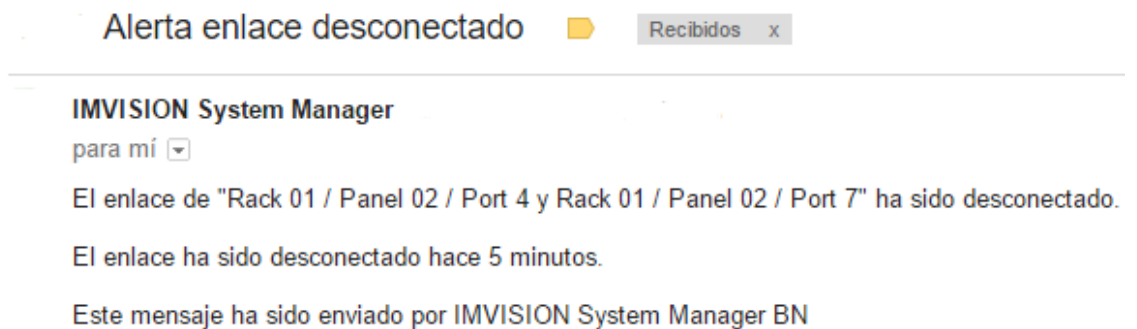 Alerta enlace desconectado Recibidos x
IMVISION System Manager
para mí
El enlace de "Rack 01 / Panel 02 / Port 4 y Rack 01 / Panel 02 / Port 7" ha sido desconectado.
El enlace ha sido desconectado hace 5 minutos.
Este mensaje ha sido enviado por IMVISION System Manager BN